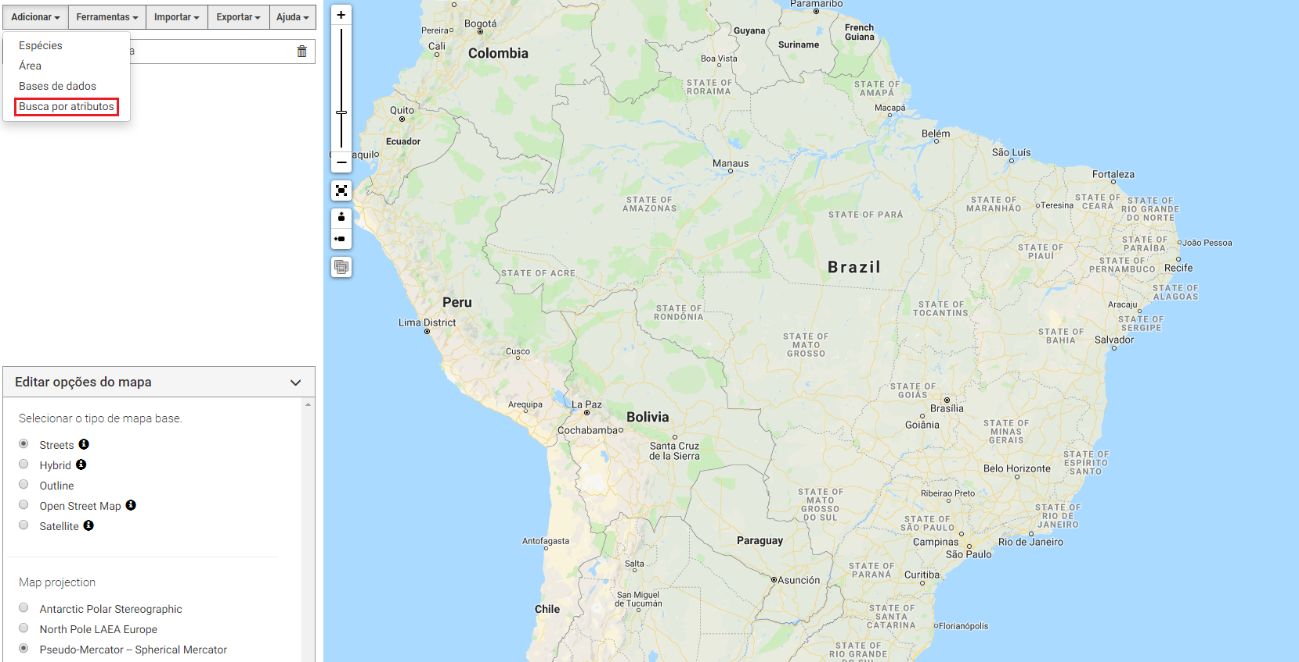 Adicionar Ferramentas Importar Exportar Ajuda
a
Espécies
Área
Bases de dados
Busca por atributos
Editar opções do mapa
Selecionar o tipo de mapa base.
Streets
Hybrid
Outline
Open Street Map
Satellite
Map projection
Antarctic Polar Stereographic
North Pole LAEA Europe
Pseudo-Mercator – Spherical Mercator
+
−
Paramaribo
Bogotá
Pereira
Cali
Colombia
Guyana
Suriname
French
Guiana
Boa Vista
STATE OF
RORAIMA
STATE OF
AMAPÁ
Macapá
Quito
Ecuador
aquilo
Belém
São Luís
Manaus
Fortaleza
STATE OF
AMAZONAS
STATE OF PARÁ
STATE OF
MARANHÃO
Teresina
STATE OF
CEARÁ
STATE OF
RIO GRANDE
DO NORTE
STATE OF
PARAÍBA
João Pessoa
STATE OF
PIAUÍ
STATE OF
PERNAMBUCO
Recife
Brazil
STATE OF ACRE
STATE OF
ALAGOAS
Peru
STATE OF
RONDÔNIA
STATE OF
TOCANTINS
Aracaju
STATE OF
SERGIPE
Lima District
STATE OF
MATO
GROSSO
STATE OF
BAHIA
Salvador
Cusco
STATE OF
GOIÁS
Arequipa
La Paz
Brasília
Bolivia
Goiânia
Cochabamba
STATE OF
MINAS
GERAIS
Santa Cruz
de la Sierra
STATE OF
ESPÍRITO
SANTO
Belo Horizonte
STATE OF
MATO
GROSSO
DO SUL
Ribeirao Preto
STATE OF
RIO DE
JANEIRO
STATE OF
SÃO PAULO
Antofagasta
Paraguay
Campinas
Rio de Janeiro
São Paulo
Salta
STATE OF
PARANÁ
Asunción
Curitiba
San Miguel
de Tucumán
Chile
STATE OF
SANTA
CATARINA
Florianópolis
STATE OF
RIO GRANDE
DO SUL